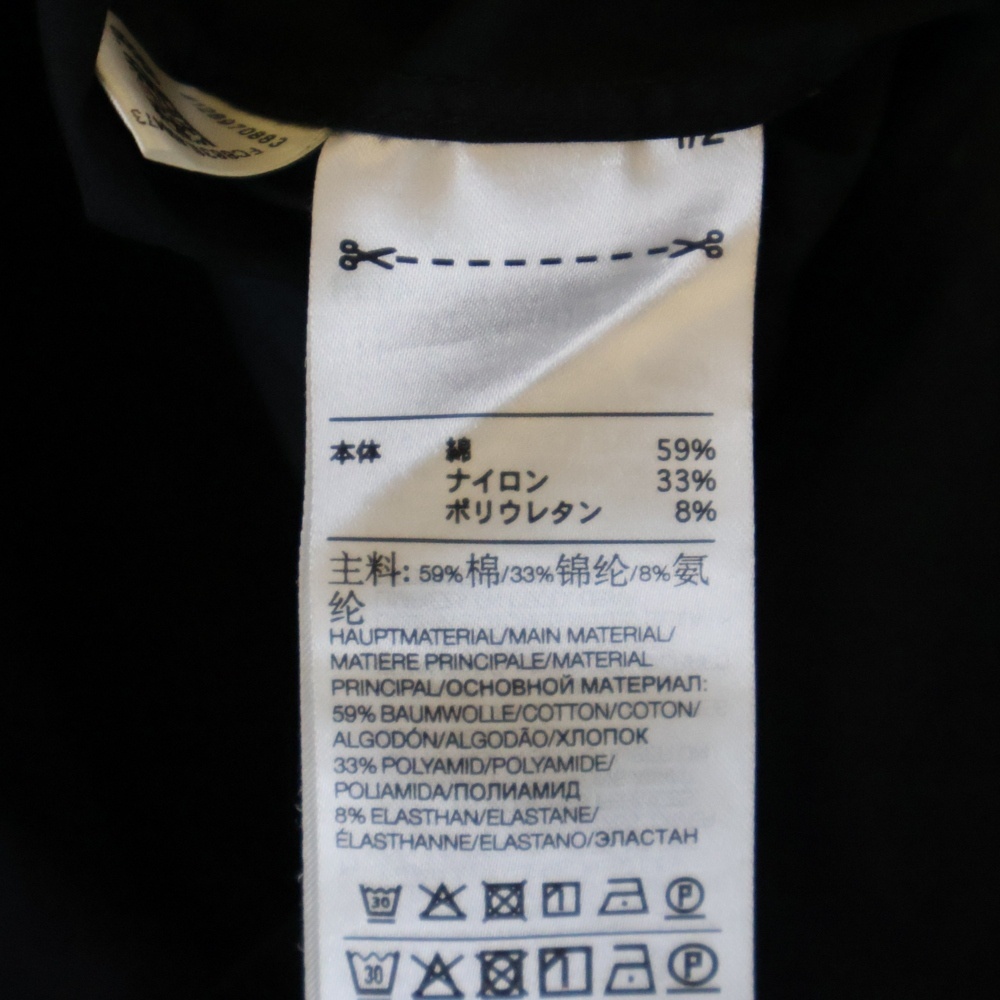 本体 綿 59%
ナイロン 33%
ポリウレタン 8%
主料: 59%棉/33%锦纶/8%氨
纶
HAUPTMATERIAL/MAIN MATERIAL/
MATIERE PRINCIPALE/MATERIAL
PRINCIPAL/ОСНОВНОЙ МАТЕРИАЛ:
59% BAUMWOLLE/COTTON/COTON/
ALGODÓN/ALGODÃO/ХЛОПОК
33% POLYAMID/POLYAMIDE/
POLIAMIDA/ПОЛИАМИД
8% ELASTHAN/ELASTANE/
ÉLASTHANNE/ELASTANO/ЭЛАСТАН
30 P
30 P